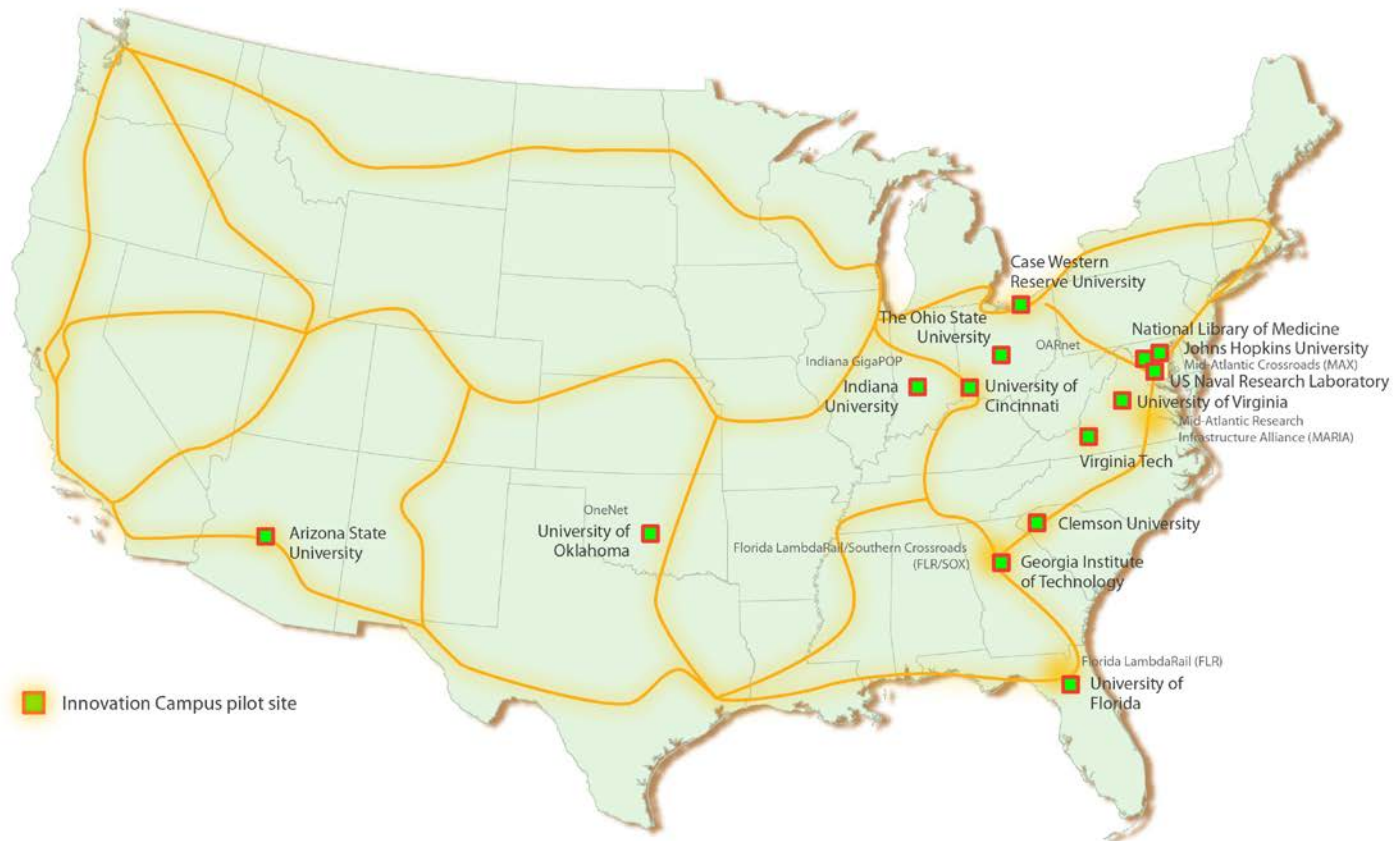 Case Western
Reserve University
The Ohio State
University
OARnet
National Library of Medicine
Johns Hopkins University
Mid-Atlantic Crossroads (MAX)
US Naval Research Laboratory
Indiana GigaPOP
Indiana
University
University of
Cincinnati
University of Virginia
Mid-Atlantic Research
Infrastructure Alliance (MARIA)
Virginia Tech
OneNet
University of
Oklahoma
Arizona State
University
Clemson University
Florida LambdaRail/Southern Crossroads
(FLR/SOX)
Georgia Institute
of Technology
Florida LambdaRail (FLR)
University of
Florida
Innovation Campus pilot site